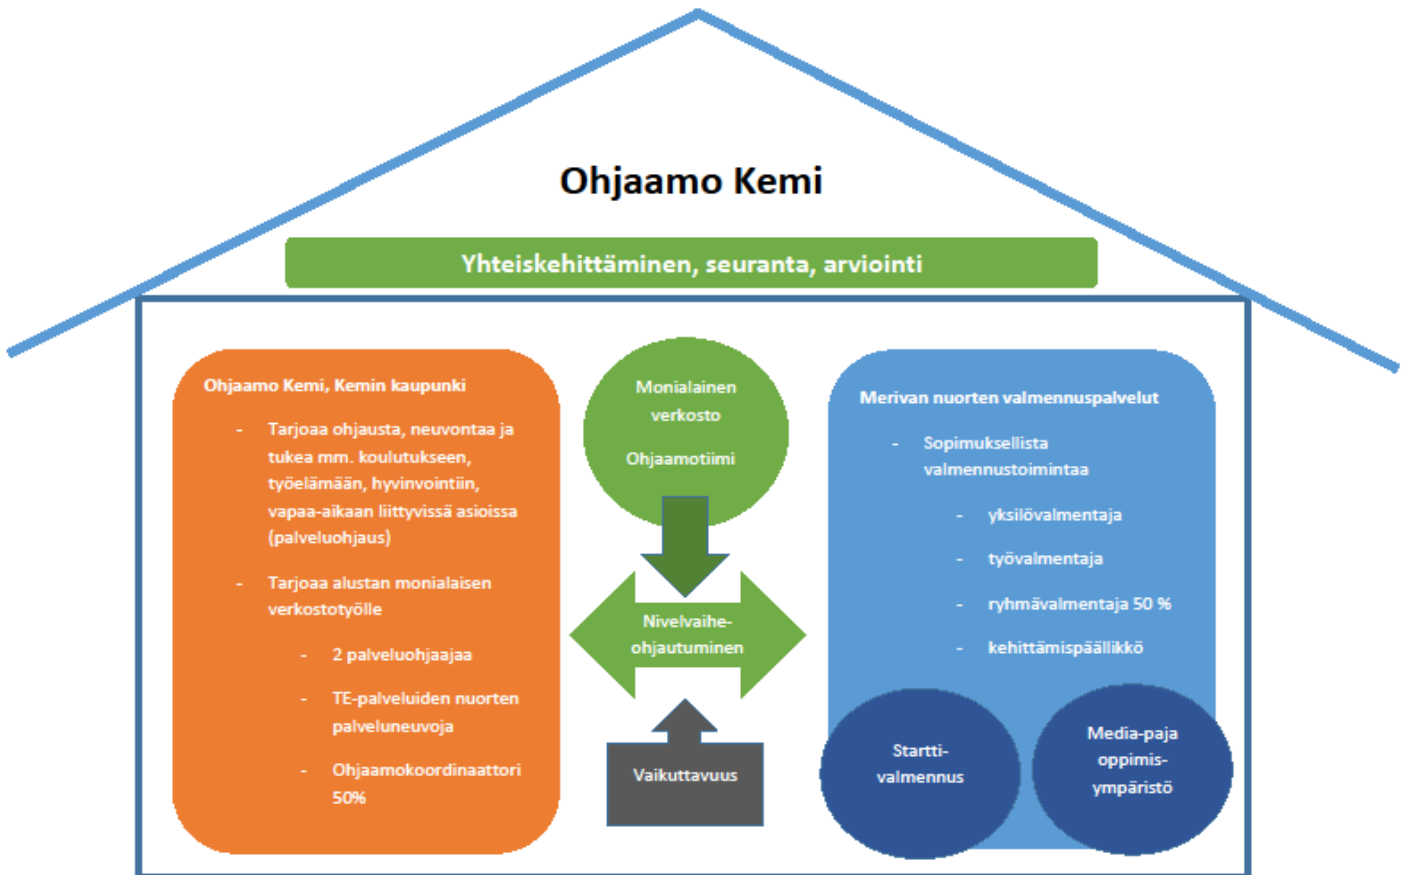 Ohjaamo Kemi
Yhteiskehittäminen, seuranta, arviointi
Ohjaamo Kemi, Kemin kaupunki
- Tarjoaa ohjausta, neuvontaa ja
tukea mm. koulutukseen,
työelämään, hyvinvointiin,
vapaa-aikaan liittyvissä asioissa
(palveluohjaus)
- Tarjoaa alustan monialaisen
verkostotyölle
- 2 palveluohjaajaa
- TE-palveluiden nuorten
palveluneuvoja
- Ohjaamokoordinaattori
50%
Monialainen
verkosto
Ohjaamotiimi
Nivelvaihe-
ohjautuminen
Vaikuttavuus
Merivan nuorten valmennuspalvelut
- Sopimuksellista
valmennustoimintaa
- yksilövalmentaja
- työvalmentaja
- ryhmävalmentaja 50 %
- kehittämispäällikkö
Startti-
valmennus
Media-paja
oppimis-
ympäristö